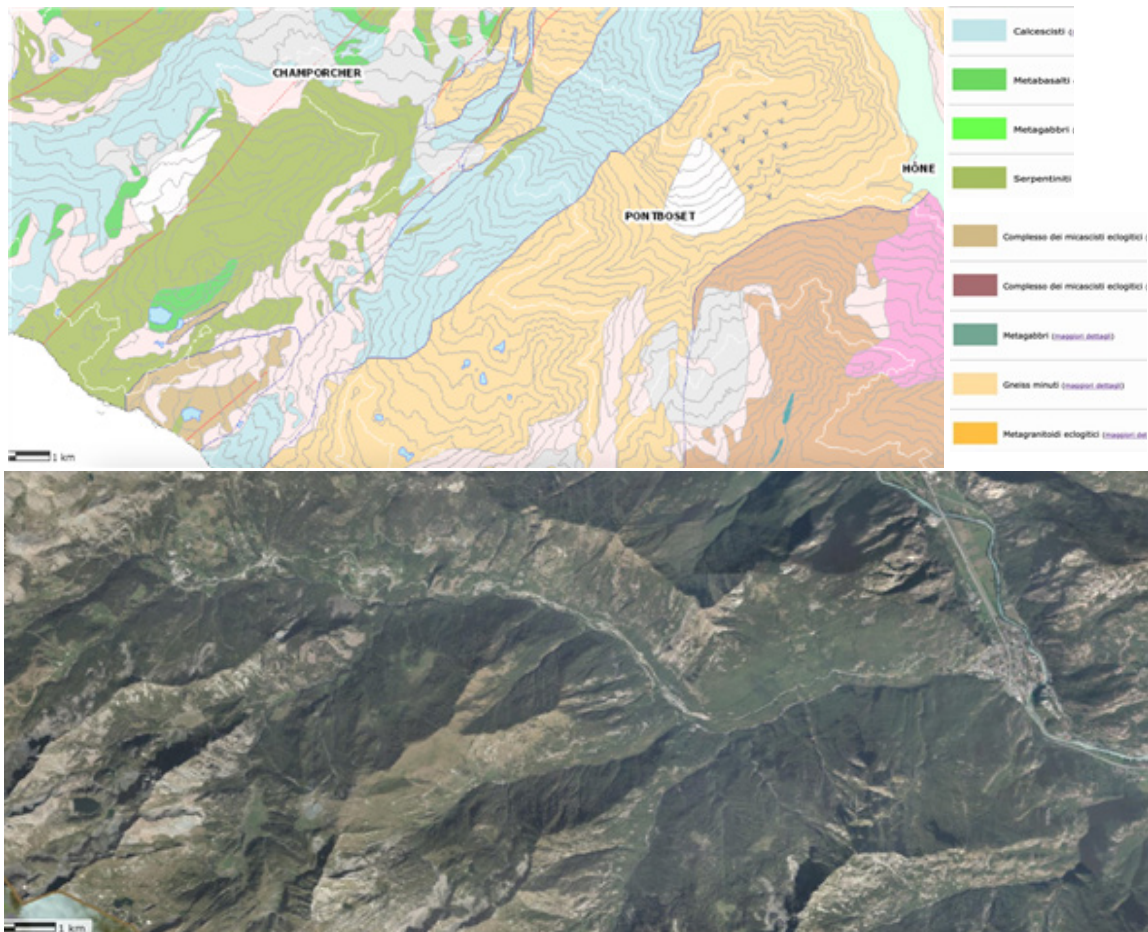 CHAMPORCHER
HÔNE
PONTBOSET
1 km
Calcescisti
Metabasalti
Metagabbri
Serpentiniti
Complesso dei micascisti eclogitici
Complesso dei micascisti eclogitici
Metagabbri (maggiori dettagli)
Gneiss minuti (maggiori dettagli)
Metagranitoidi eclogitici (maggiori det
1 km